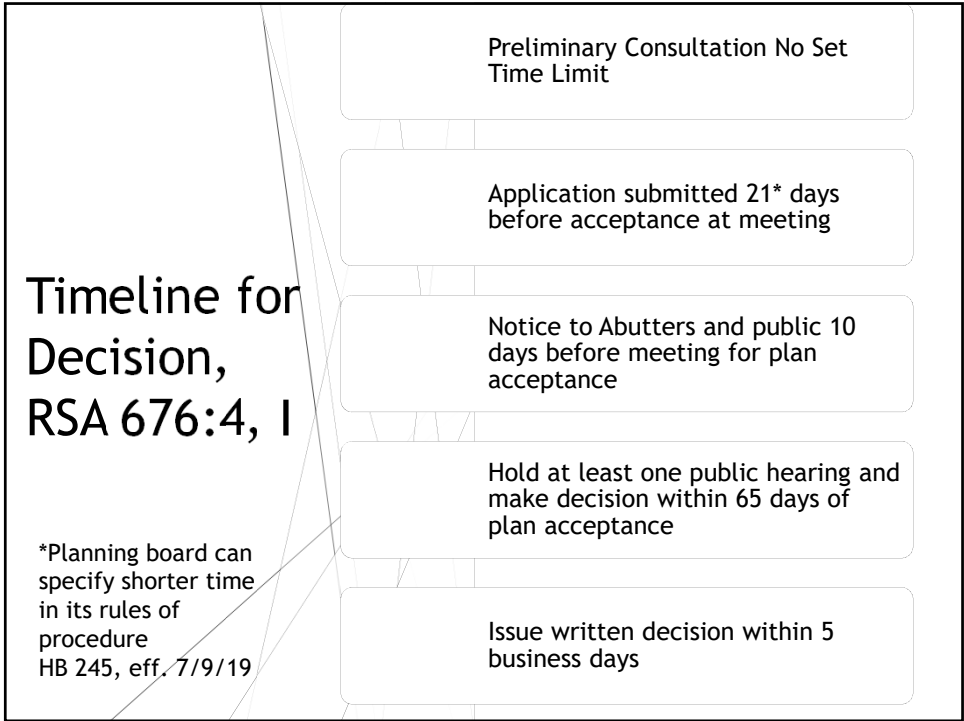 Timeline for
Decision,
RSA 676:4, I
*Planning board can
specify shorter time
in its rules of
procedure
HB 245, eff. 7/9/19
Preliminary Consultation No Set
Time Limit
Application submitted 21* days
before acceptance at meeting
Notice to Abutters and public 10
days before meeting for plan
acceptance
Hold at least one public hearing and
make decision within 65 days of
plan acceptance
Issue written decision within 5
business days